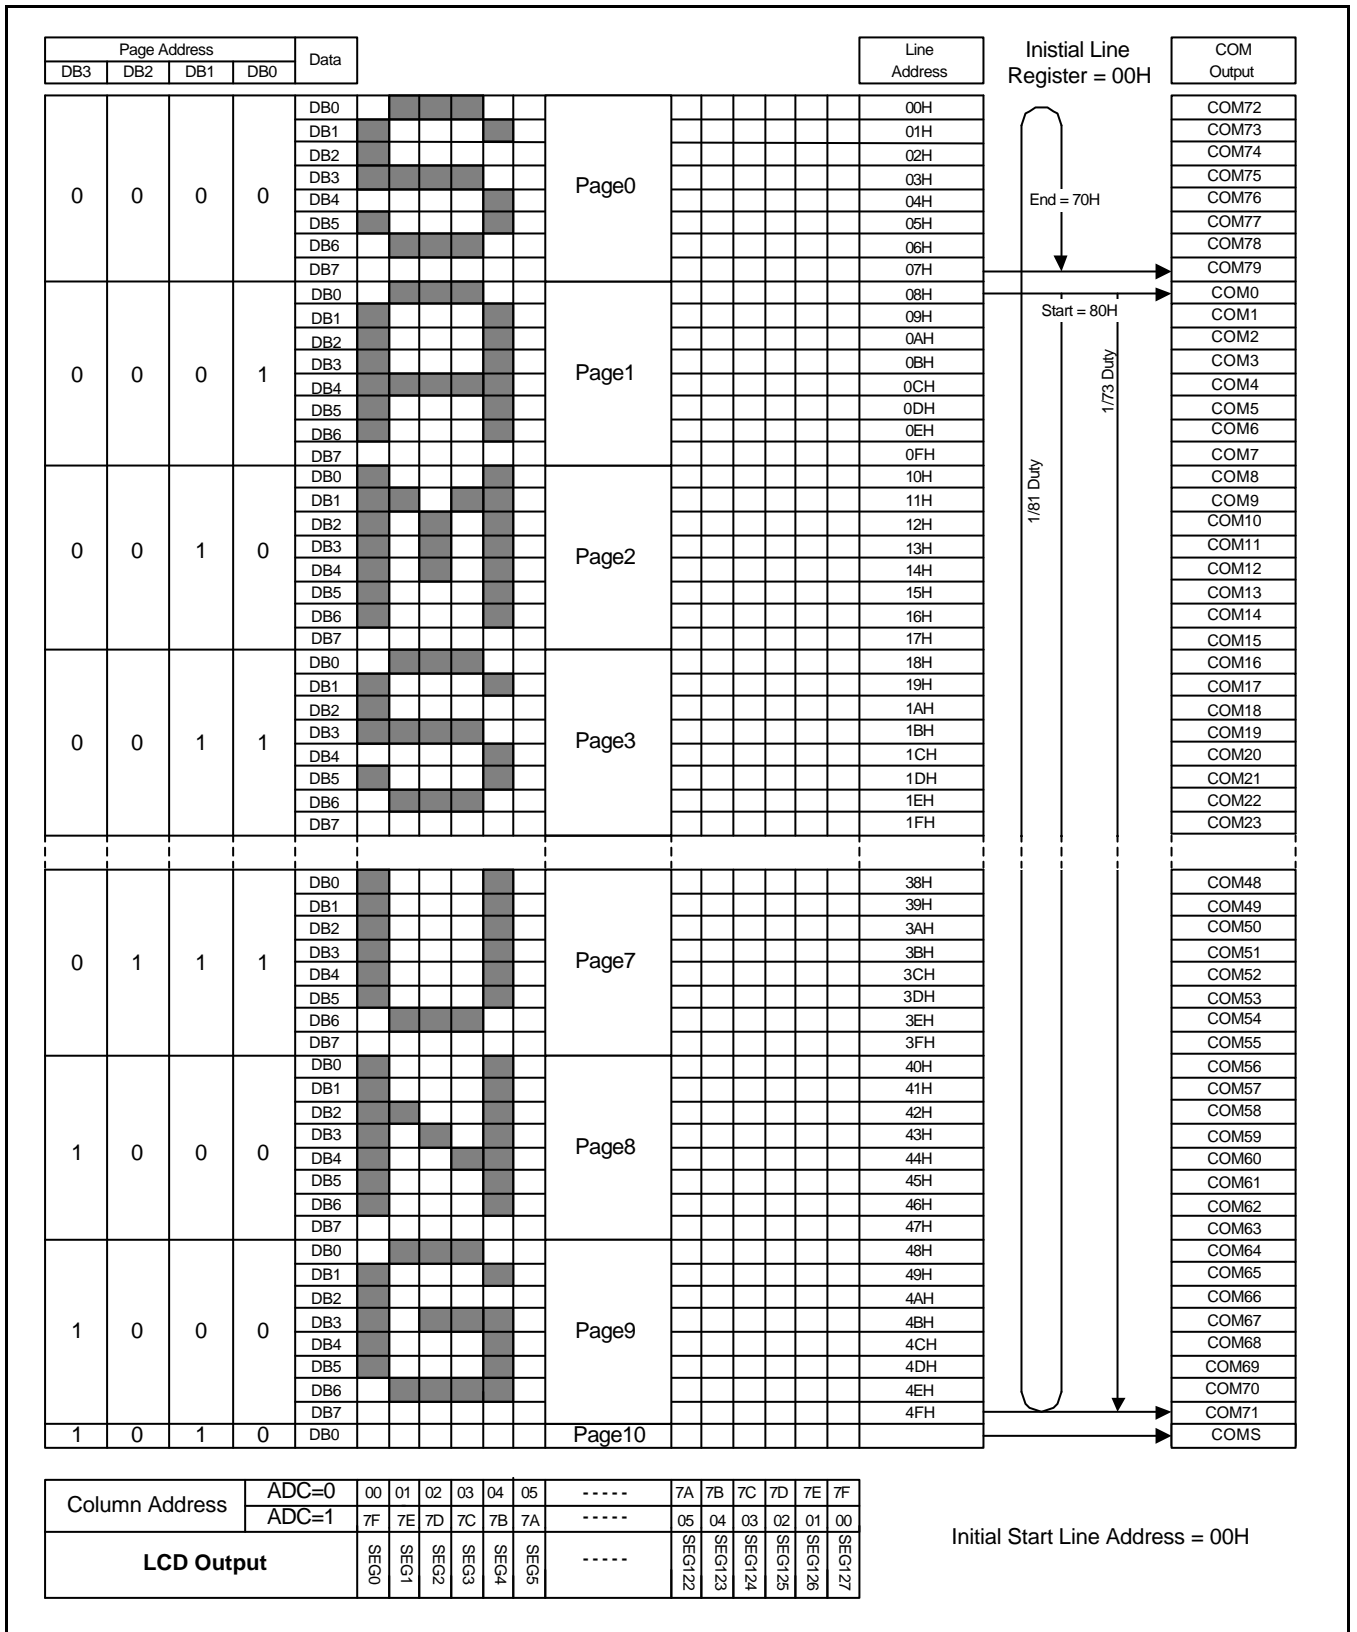 Page Address Data Line Inistial Line COM
DB3 DB2 DB1 DB0 Address Register = 00H Output
DB0 00H COM72
DB1 01H COM73
DB2 02H COM74
DB3 03H COM75
0 0 0 0 Page0
DB4 04H End = 70H COM76
DB5 05H COM77
DB6 06H COM78
DB7 07H COM79
DB0 08H COM0
DB1 09H Start = 80H COM1
DB2 0AH COM2
DB3 0BH COM3
0 0 0 1 Page1 1/73 Duty
DB4 0CH COM4
DB5 0DH COM5
DB6 0EH COM6
DB7 0FH COM7
DB0 10H COM8
DB1 11H COM9
1/81 Duty
DB2 12H COM10
DB3 13H COM11
0 0 1 0 Page2
DB4 14H COM12
DB5 15H COM13
DB6 16H COM14
DB7 17H COM15
DB0 18H COM16
DB1 19H COM17
DB2 1AH COM18
DB3 1BH COM19
0 0 1 1 Page3
DB4 1CH COM20
DB5 1DH COM21
DB6 1EH COM22
DB7 1FH COM23
DB0 38H COM48
DB1 39H COM49
DB2 3AH COM50
DB3 3BH COM51
0 1 1 1 Page7
DB4 3CH COM52
DB5 3DH COM53
DB6 3EH COM54
DB7 3FH COM55
DB0 40H COM56
DB1 41H COM57
DB2 42H COM58
DB3 43H COM59
1 0 0 0 Page8
DB4 44H COM60
DB5 45H COM61
DB6 46H COM62
DB7 47H COM63
DB0 48H COM64
DB1 49H COM65
DB2 4AH COM66
DB3 4BH COM67
1 0 0 0 Page9
DB4 4CH COM68
DB5 4DH COM69
DB6 4EH COM70
DB7 4FH COM71
1 0 1 0 DB0 Page10 COMS
Column Address ADC=0 00 01 02 03 04 05 - - - - - 7A 7B 7C 7D 7E 7F
ADC=1 7F 7E 7D 7C 7B 7A - - - - - 05 04 03 02 01 00
Initial Start Line Address = 00H
LCD Output SEG0 SEG1 SEG2 SEG3 SEG4 SEG5 - - - - - SEG122 SEG123 SEG124 SEG125 SEG126 SEG127